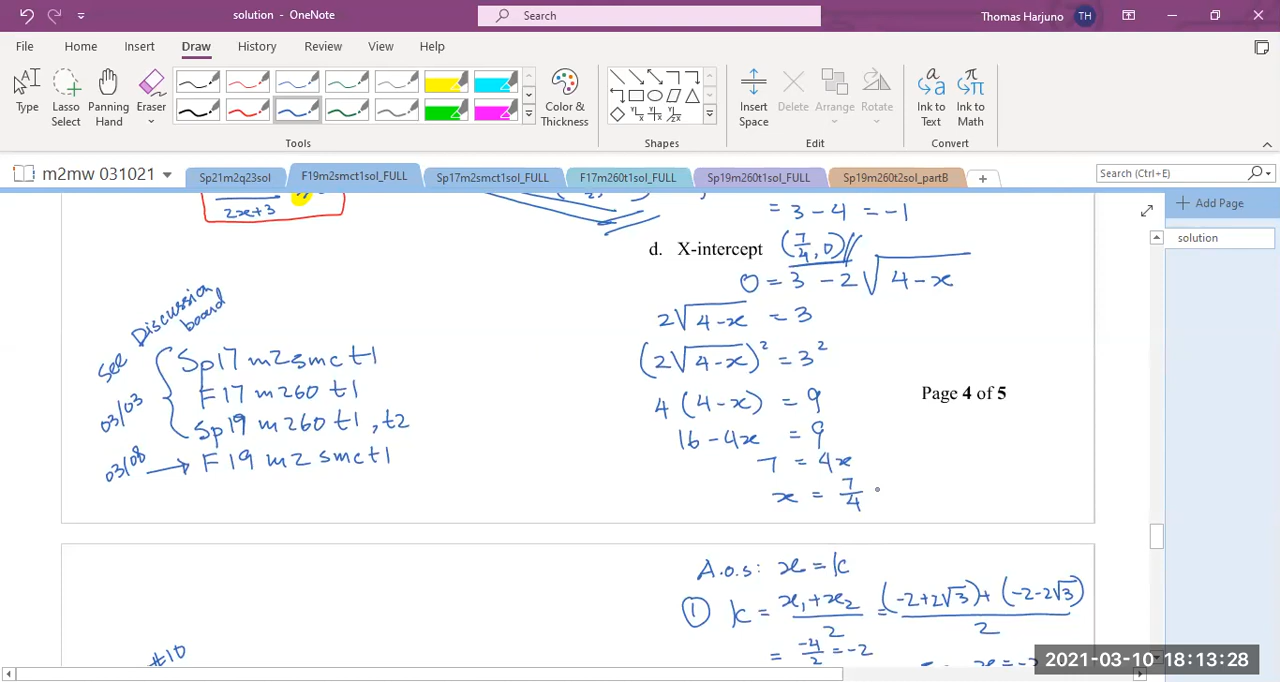 solution - OneNote
Search
Thomas Harjuno TH
File Home Insert Draw History Review View Help
Type
Lasso Select
Panning Hand
Eraser
Color & Thickness
Insert Space
Delete
Arrange
Rotate
Ink to Text
Ink to Math
Tools
Shapes
Edit
Convert
m2mw 031021
Sp21m2q23sol
F19m2smct1sol_FULL
Sp17m2smct1sol_FULL
F17m260t1sol_FULL
Sp19m260t1sol_FULL
Sp19m260t2sol_partB
Search (Ctrl+E)
Add Page
solution
2x+3
= 3 - 4 = -1
d. X-intercept (7/4, 0)
0 = 3 - 2√(4-x)
2√(4-x) = 3
(2√(4-x))² = 3²
4(4-x) = 9
16-4x = 9
7 = 4x
x = 7/4
see Discussion board
03/03
Sp17 m2smct1
F17 m260 t1
Sp19 m260 t1, t2
03/08 → F19 m2 smct1
Page 4 of 5
A.o.s: x = k
① k = (x₁+x₂)/2 = ((-2+2√3)+(-2-2√3))/2
= -4/2 = -2
#10
2021-03-10 18:13:28